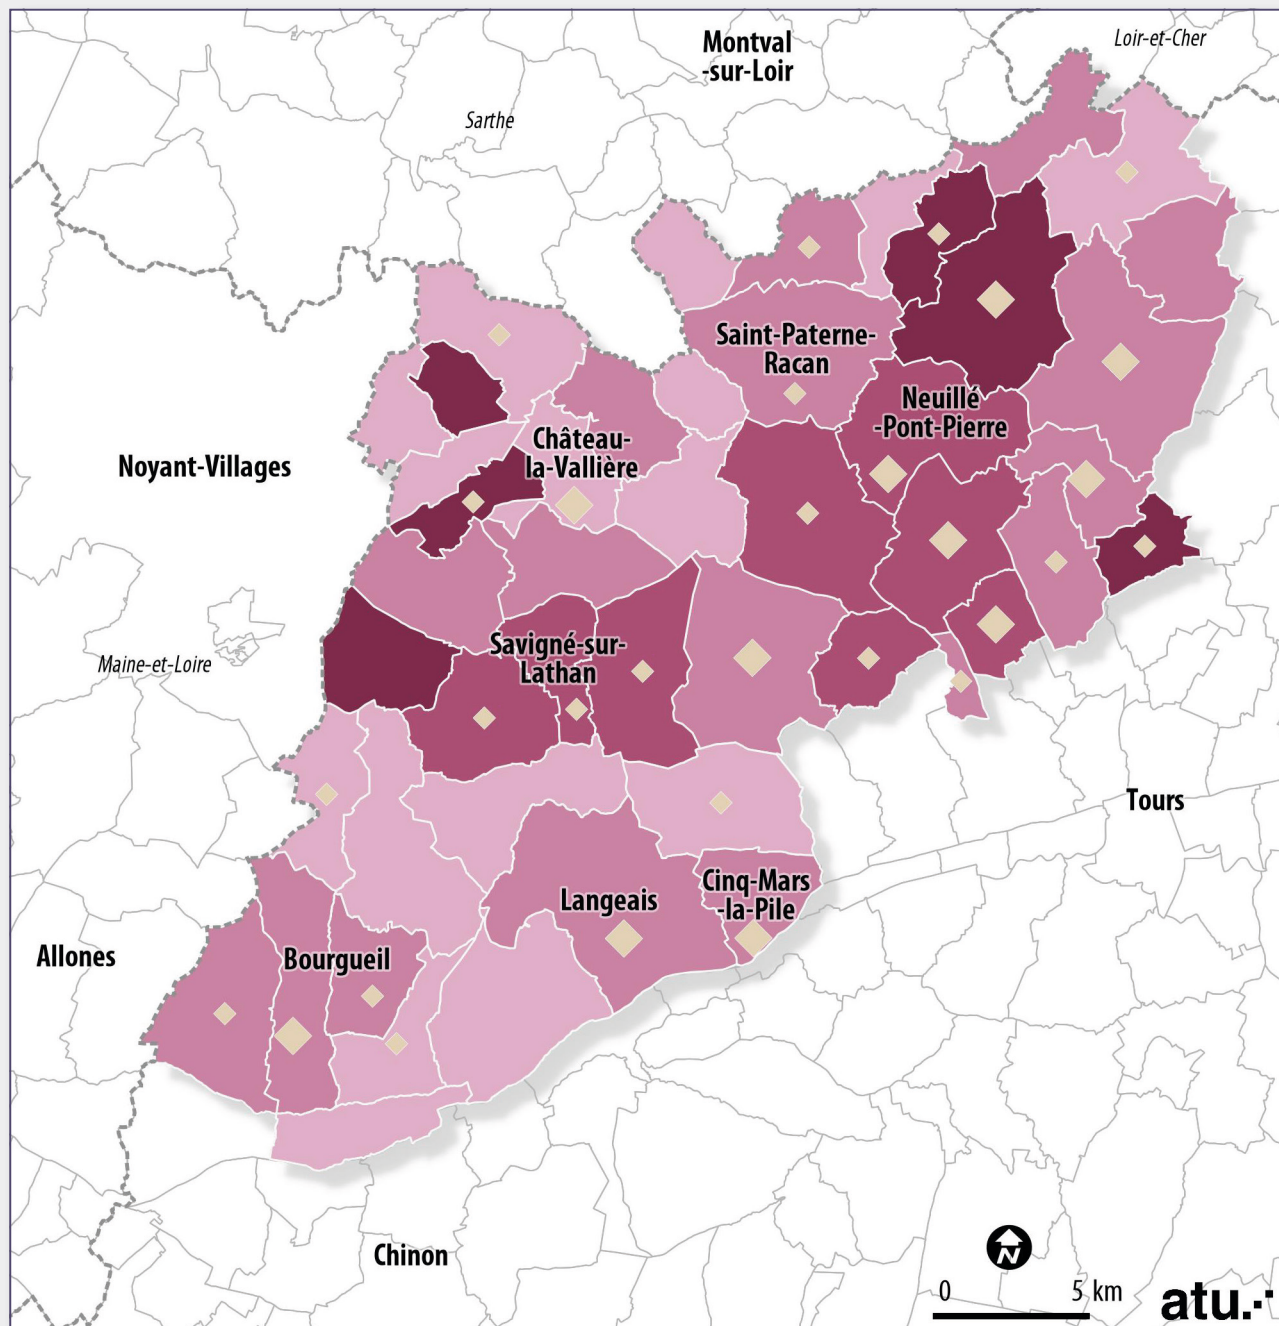 Montval
-sur-Loir
Loir-et-Cher
Sarthe
Saint-Paterne-
Racan
Neuillé
-Pont-Pierre
Château-
la-Vallière
Noyant-Villages
Savigné-sur-
Lathan
Maine-et-Loire
Tours
Cinq-Mars
-la-Pile
Langeais
Allones
Bourgueil
Chinon
N
0 5 km
atu.